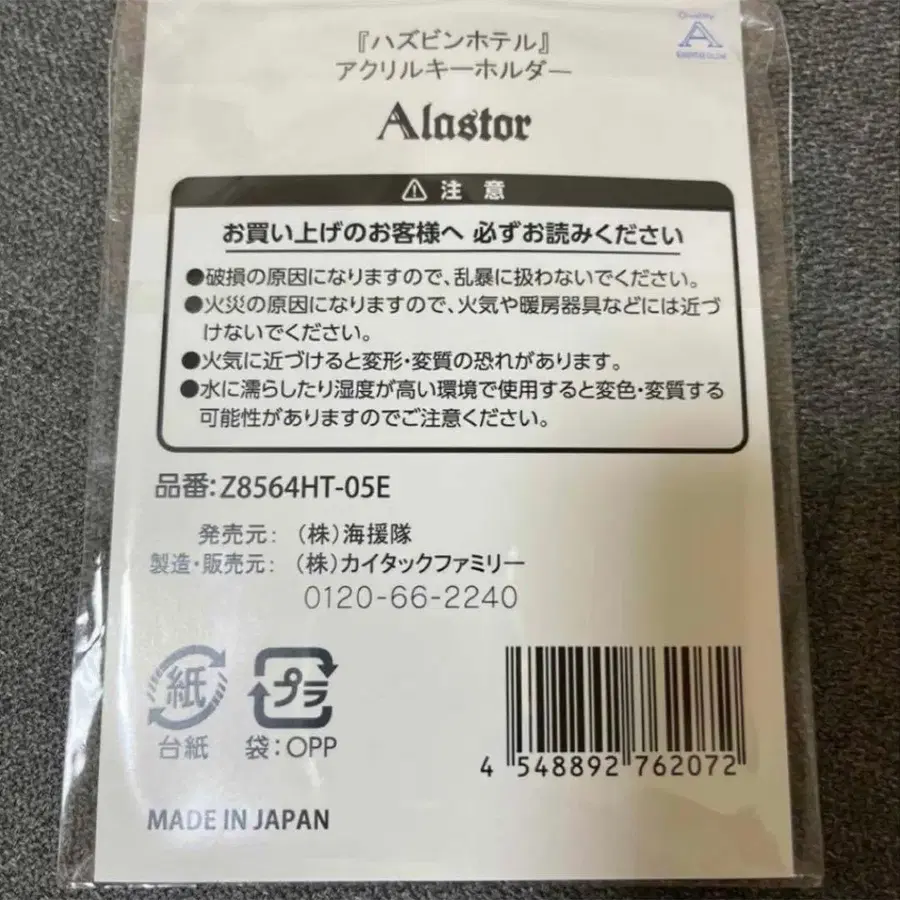 『ハズビンホテル』
アクリルキーホルダー
Quality
A
Alastor
⚠ 注意
お買い上げのお客様へ 必ずお読みください
●破損の原因になりますので、乱暴に扱わないでください。
●火災の原因になりますので、火気や暖房器具などには近づ
けないでください。
●火気に近づけると変形・変質の恐れがあります。
●水に濡らしたり湿度が高い環境で使用すると変色・変質する
可能性がありますのでご注意ください。
品番:Z8564HT-05E
発売元: (株)海援隊
製造・販売元: (株)カイタックファミリー
0120-66-2240
紙 プラ
台紙 袋:OPP
4 548892 762072
MADE IN JAPAN